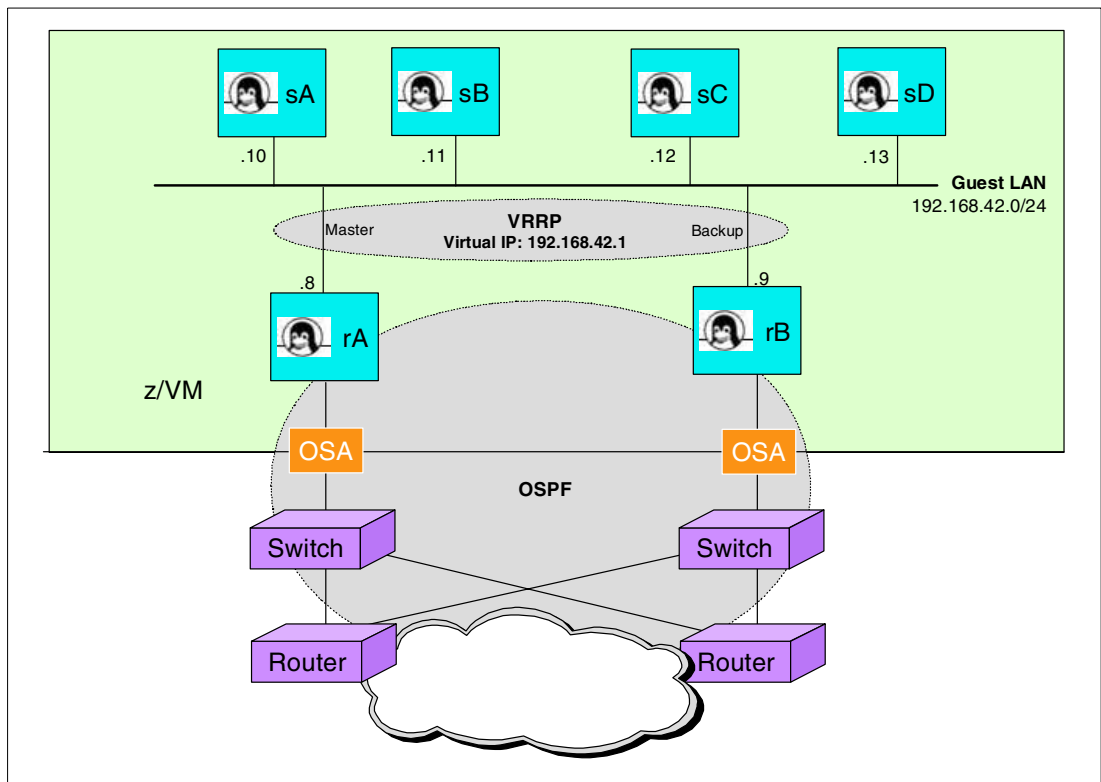 sA
sB
sC
sD
.10
.11
.12
.13
Guest LAN
192.168.42.0/24
VRRP
Master
Backup
Virtual IP: 192.168.42.1
.8
.9
rA
rB
z/VM
OSA
OSA
OSPF
Switch
Switch
Router
Router